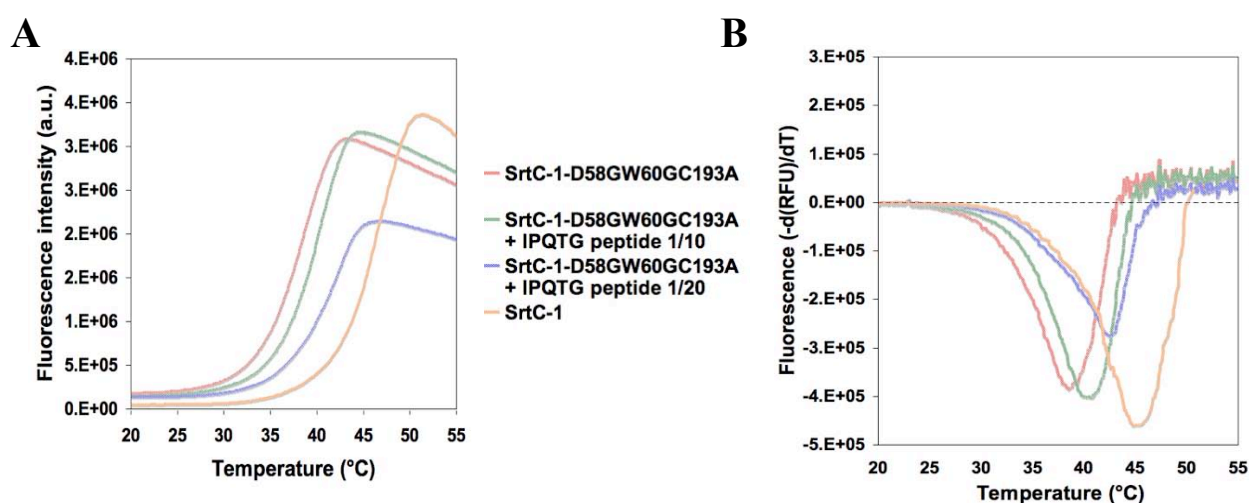 A
Fluorescence intensity (a.u.)
4.E+06
4.E+06
3.E+06
3.E+06
2.E+06
2.E+06
1.E+06
5.E+05
0.E+00
20 25 30 35 40 45 50 55
Temperature (°C)
SrtC-1-D58GW60GC193A
SrtC-1-D58GW60GC193A
+ IPQTG peptide 1/10
SrtC-1-D58GW60GC193A
+ IPQTG peptide 1/20
SrtC-1
B
Fluorescence (-d(RFU)/dT)
3.E+05
2.E+05
1.E+05
0.E+00
-1.E+05
-2.E+05
-3.E+05
-4.E+05
-5.E+05
20 25 30 35 40 45 50 55
Temperature (°C)